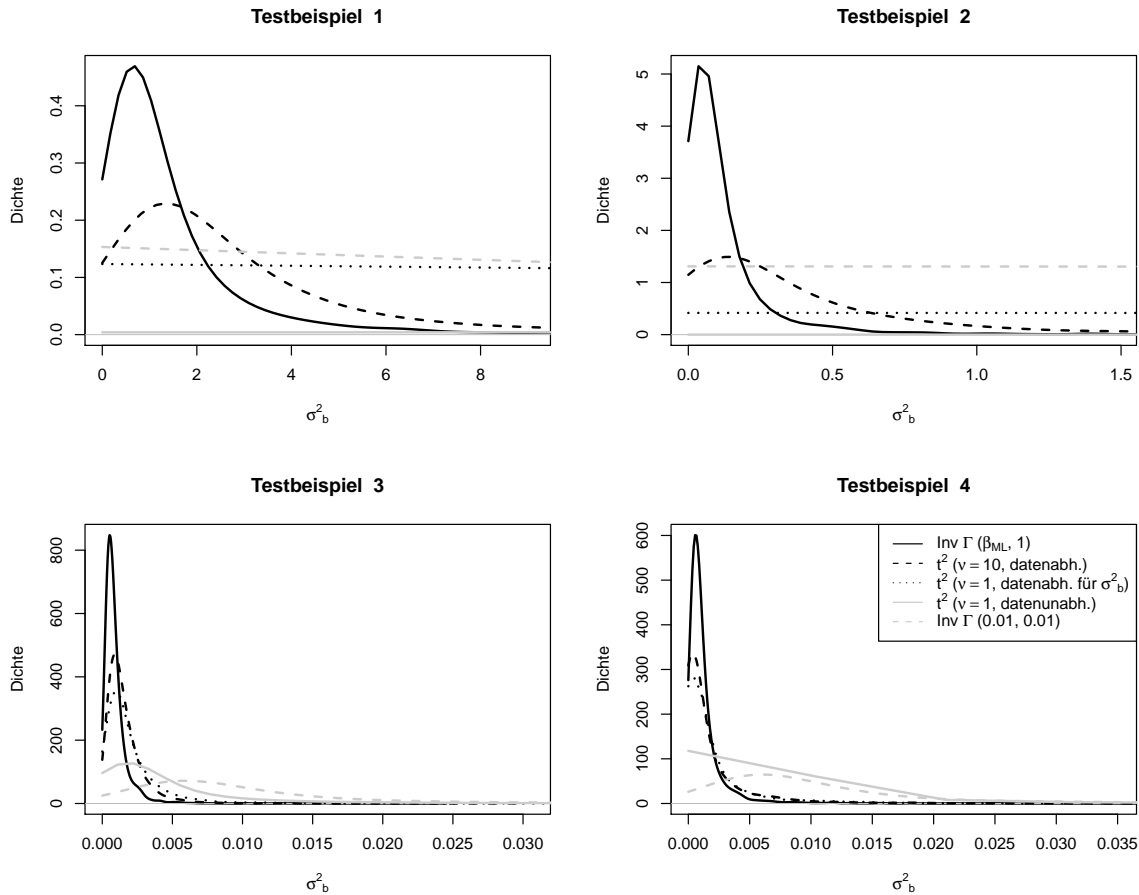 Testbeispiel 1
Dichte
0.0 0.1 0.2 0.3 0.4
0 2 4 6 8
σ²b
Testbeispiel 2
Dichte
0 1 2 3 4 5
0.0 0.5 1.0 1.5
σ²b
Testbeispiel 3
Dichte
0 200 400 600 800
0.000 0.005 0.010 0.015 0.020 0.025 0.030
σ²b
Testbeispiel 4
Dichte
0 100 200 300 400 500 600
0.000 0.005 0.010 0.015 0.020 0.025 0.030 0.035
σ²b
Inv Γ (βML, 1)
t² (ν = 10, datenabh.)
t² (ν = 1, datenabh. für σ²b)
t² (ν = 1, datenunabh.)
Inv Γ (0.01, 0.01)